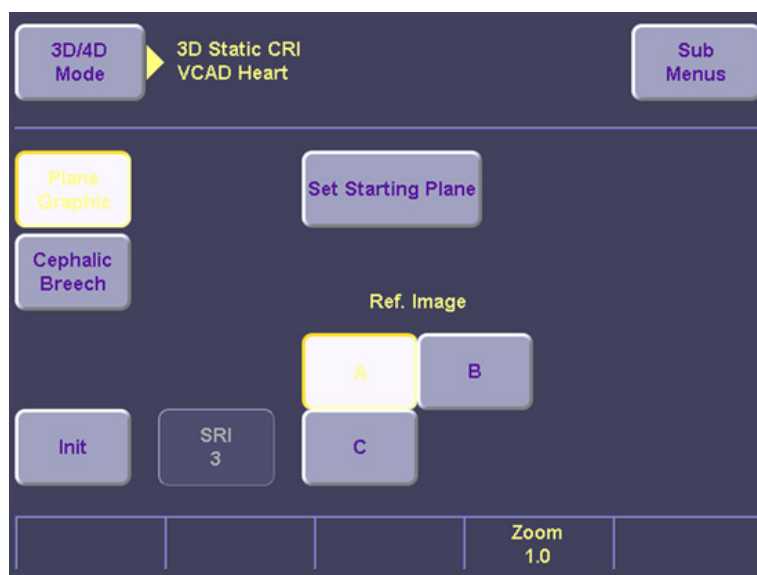 3D/4D
Mode
3D Static CRI
VCAD Heart
Sub
Menus
Plane
Graphic
Set Starting Plane
Cephalic
Breech
Ref. Image
A
B
Init
SRI
3
C
Zoom
1.0